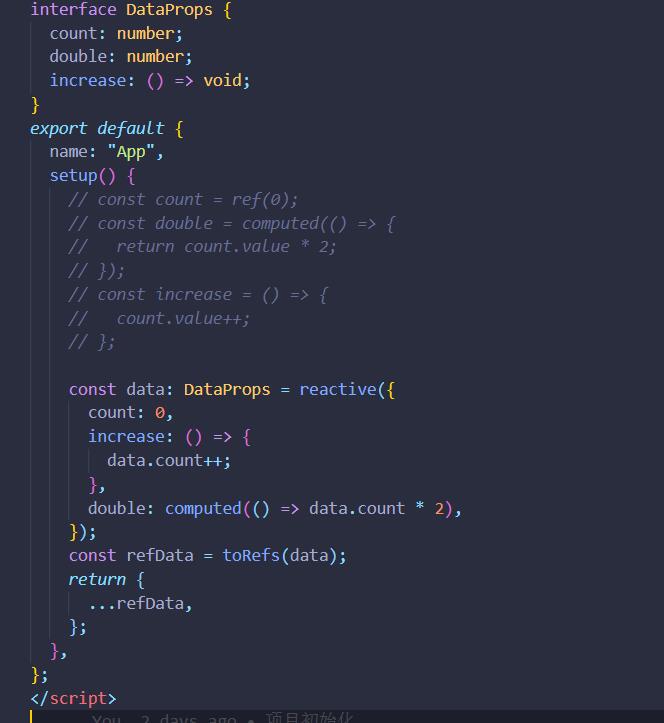 interface DataProps {
  count: number;
  double: number;
  increase: () => void;
}
export default {
  name: "App",
  setup() {
    // const count = ref(0);
    // const double = computed(() => {
    //   return count.value * 2;
    // });
    // const increase = () => {
    //   count.value++;
    // };

    const data: DataProps = reactive({
      count: 0,
      increase: () => {
        data.count++;
      },
      double: computed(() => data.count * 2),
    });
    const refData = toRefs(data);
    return {
      ...refData,
    };
  },
};
</script>
You, 2 days ago • 项目初始化